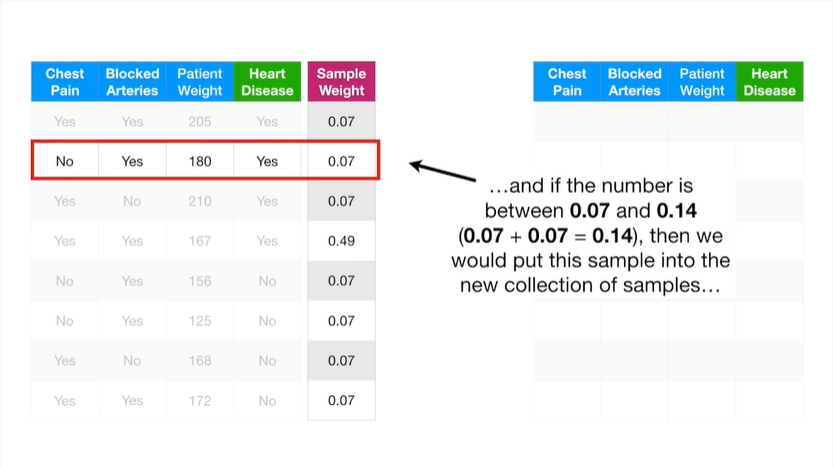 Chest Pain Blocked Arteries Patient Weight Heart Disease Sample Weight
Yes Yes 205 Yes 0.07
No Yes 180 Yes 0.07
Yes No 210 Yes 0.07
Yes Yes 167 Yes 0.49
No Yes 156 No 0.07
No Yes 125 No 0.07
Yes No 168 No 0.07
Yes Yes 172 No 0.07
Chest Pain Blocked Arteries Patient Weight Heart Disease
…and if the number is
between 0.07 and 0.14
(0.07 + 0.07 = 0.14), then we
would put this sample into the
new collection of samples…